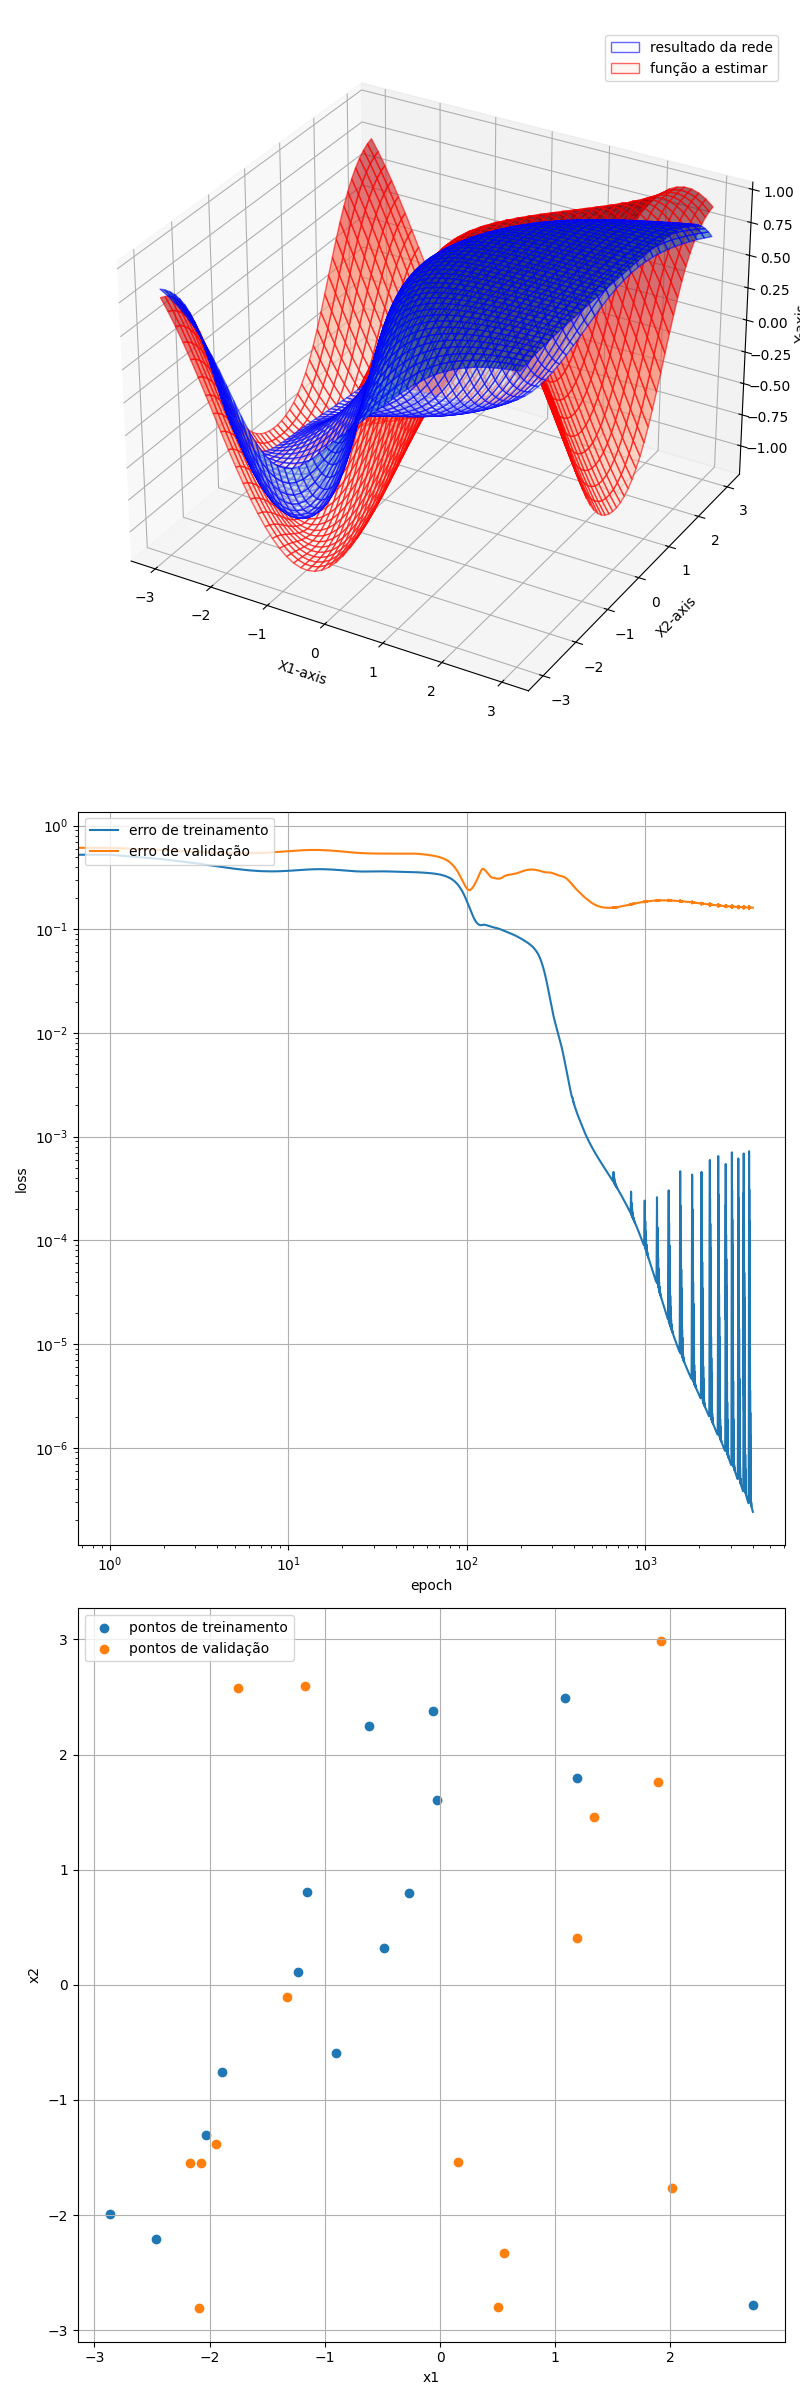 resultado da rede
função a estimar
1.00
0.75
0.50
0.25
0.00
−0.25
−0.50
−0.75
−1.00
−3
−2
−1
0
1
2
3
X1-axis
−3
−2
−1
0
1
2
3
X2-axis
erro de treinamento
erro de validação
10⁰
10⁻¹
10⁻²
10⁻³
10⁻⁴
10⁻⁵
10⁻⁶
loss
10⁰ 10¹ 10² 10³
epoch
pontos de treinamento
pontos de validação
3
2
1
0
−1
−2
−3
x2
−3 −2 −1 0 1 2
x1